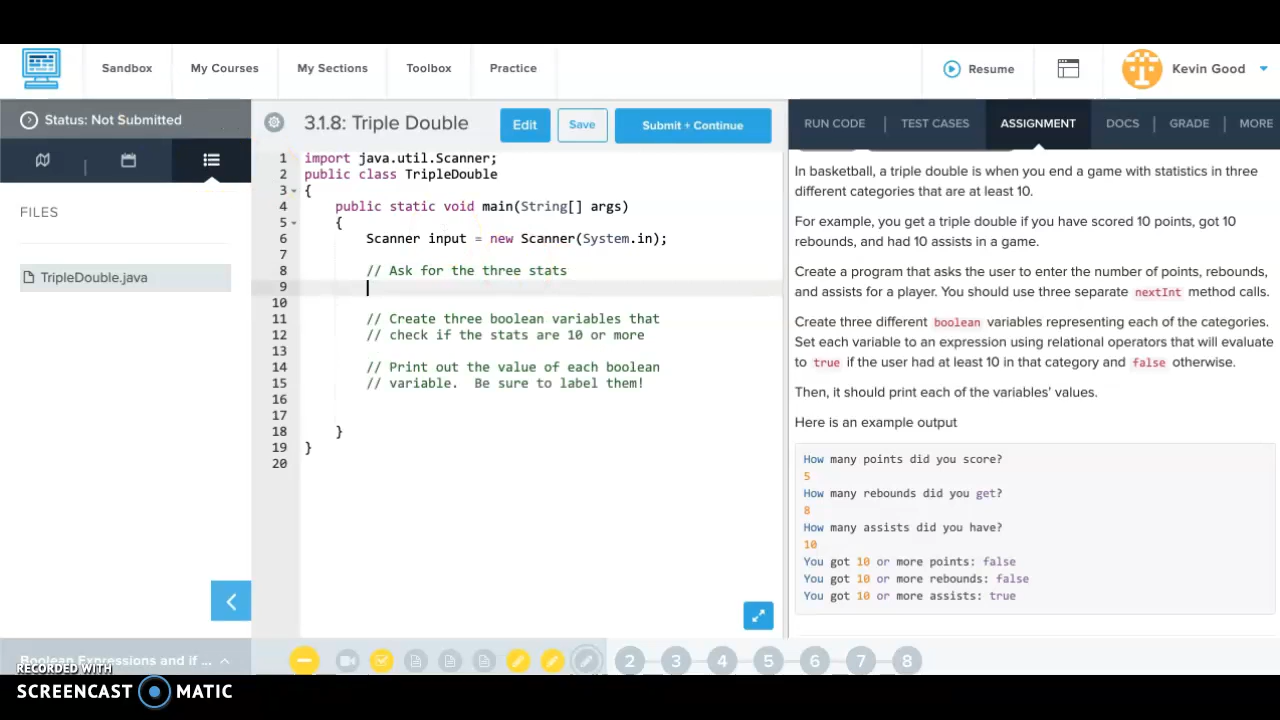 Sandbox
My Courses
My Sections
Toolbox
Practice
Resume
Kevin Good
Status: Not Submitted
3.1.8: Triple Double
Edit
Save
Submit + Continue
RUN CODE
TEST CASES
ASSIGNMENT
DOCS
GRADE
MORE
FILES
TripleDouble.java
1 import java.util.Scanner;
2 public class TripleDouble
3 {
4 public static void main(String[] args)
5 {
6 Scanner input = new Scanner(System.in);
7
8 // Ask for the three stats
9
10
11 // Create three boolean variables that
12 // check if the stats are 10 or more
13
14 // Print out the value of each boolean
15 // variable.  Be sure to label them!
16
17
18 }
19 }
20
In basketball, a triple double is when you end a game with statistics in three
different categories that are at least 10.
For example, you get a triple double if you have scored 10 points, got 10
rebounds, and had 10 assists in a game.
Create a program that asks the user to enter the number of points, rebounds,
and assists for a player. You should use three separate nextInt method calls.
Create three different boolean variables representing each of the categories.
Set each variable to an expression using relational operators that will evaluate
to true if the user had at least 10 in that category and false otherwise.
Then, it should print each of the variables' values.
Here is an example output
How many points did you score?
5
How many rebounds did you get?
8
How many assists did you have?
10
You got 10 or more points: false
You got 10 or more rebounds: false
You got 10 or more assists: true
Boolean Expressions and if ...
2 3 4 5 6 7 8
RECORDED WITH
SCREENCAST MATIC